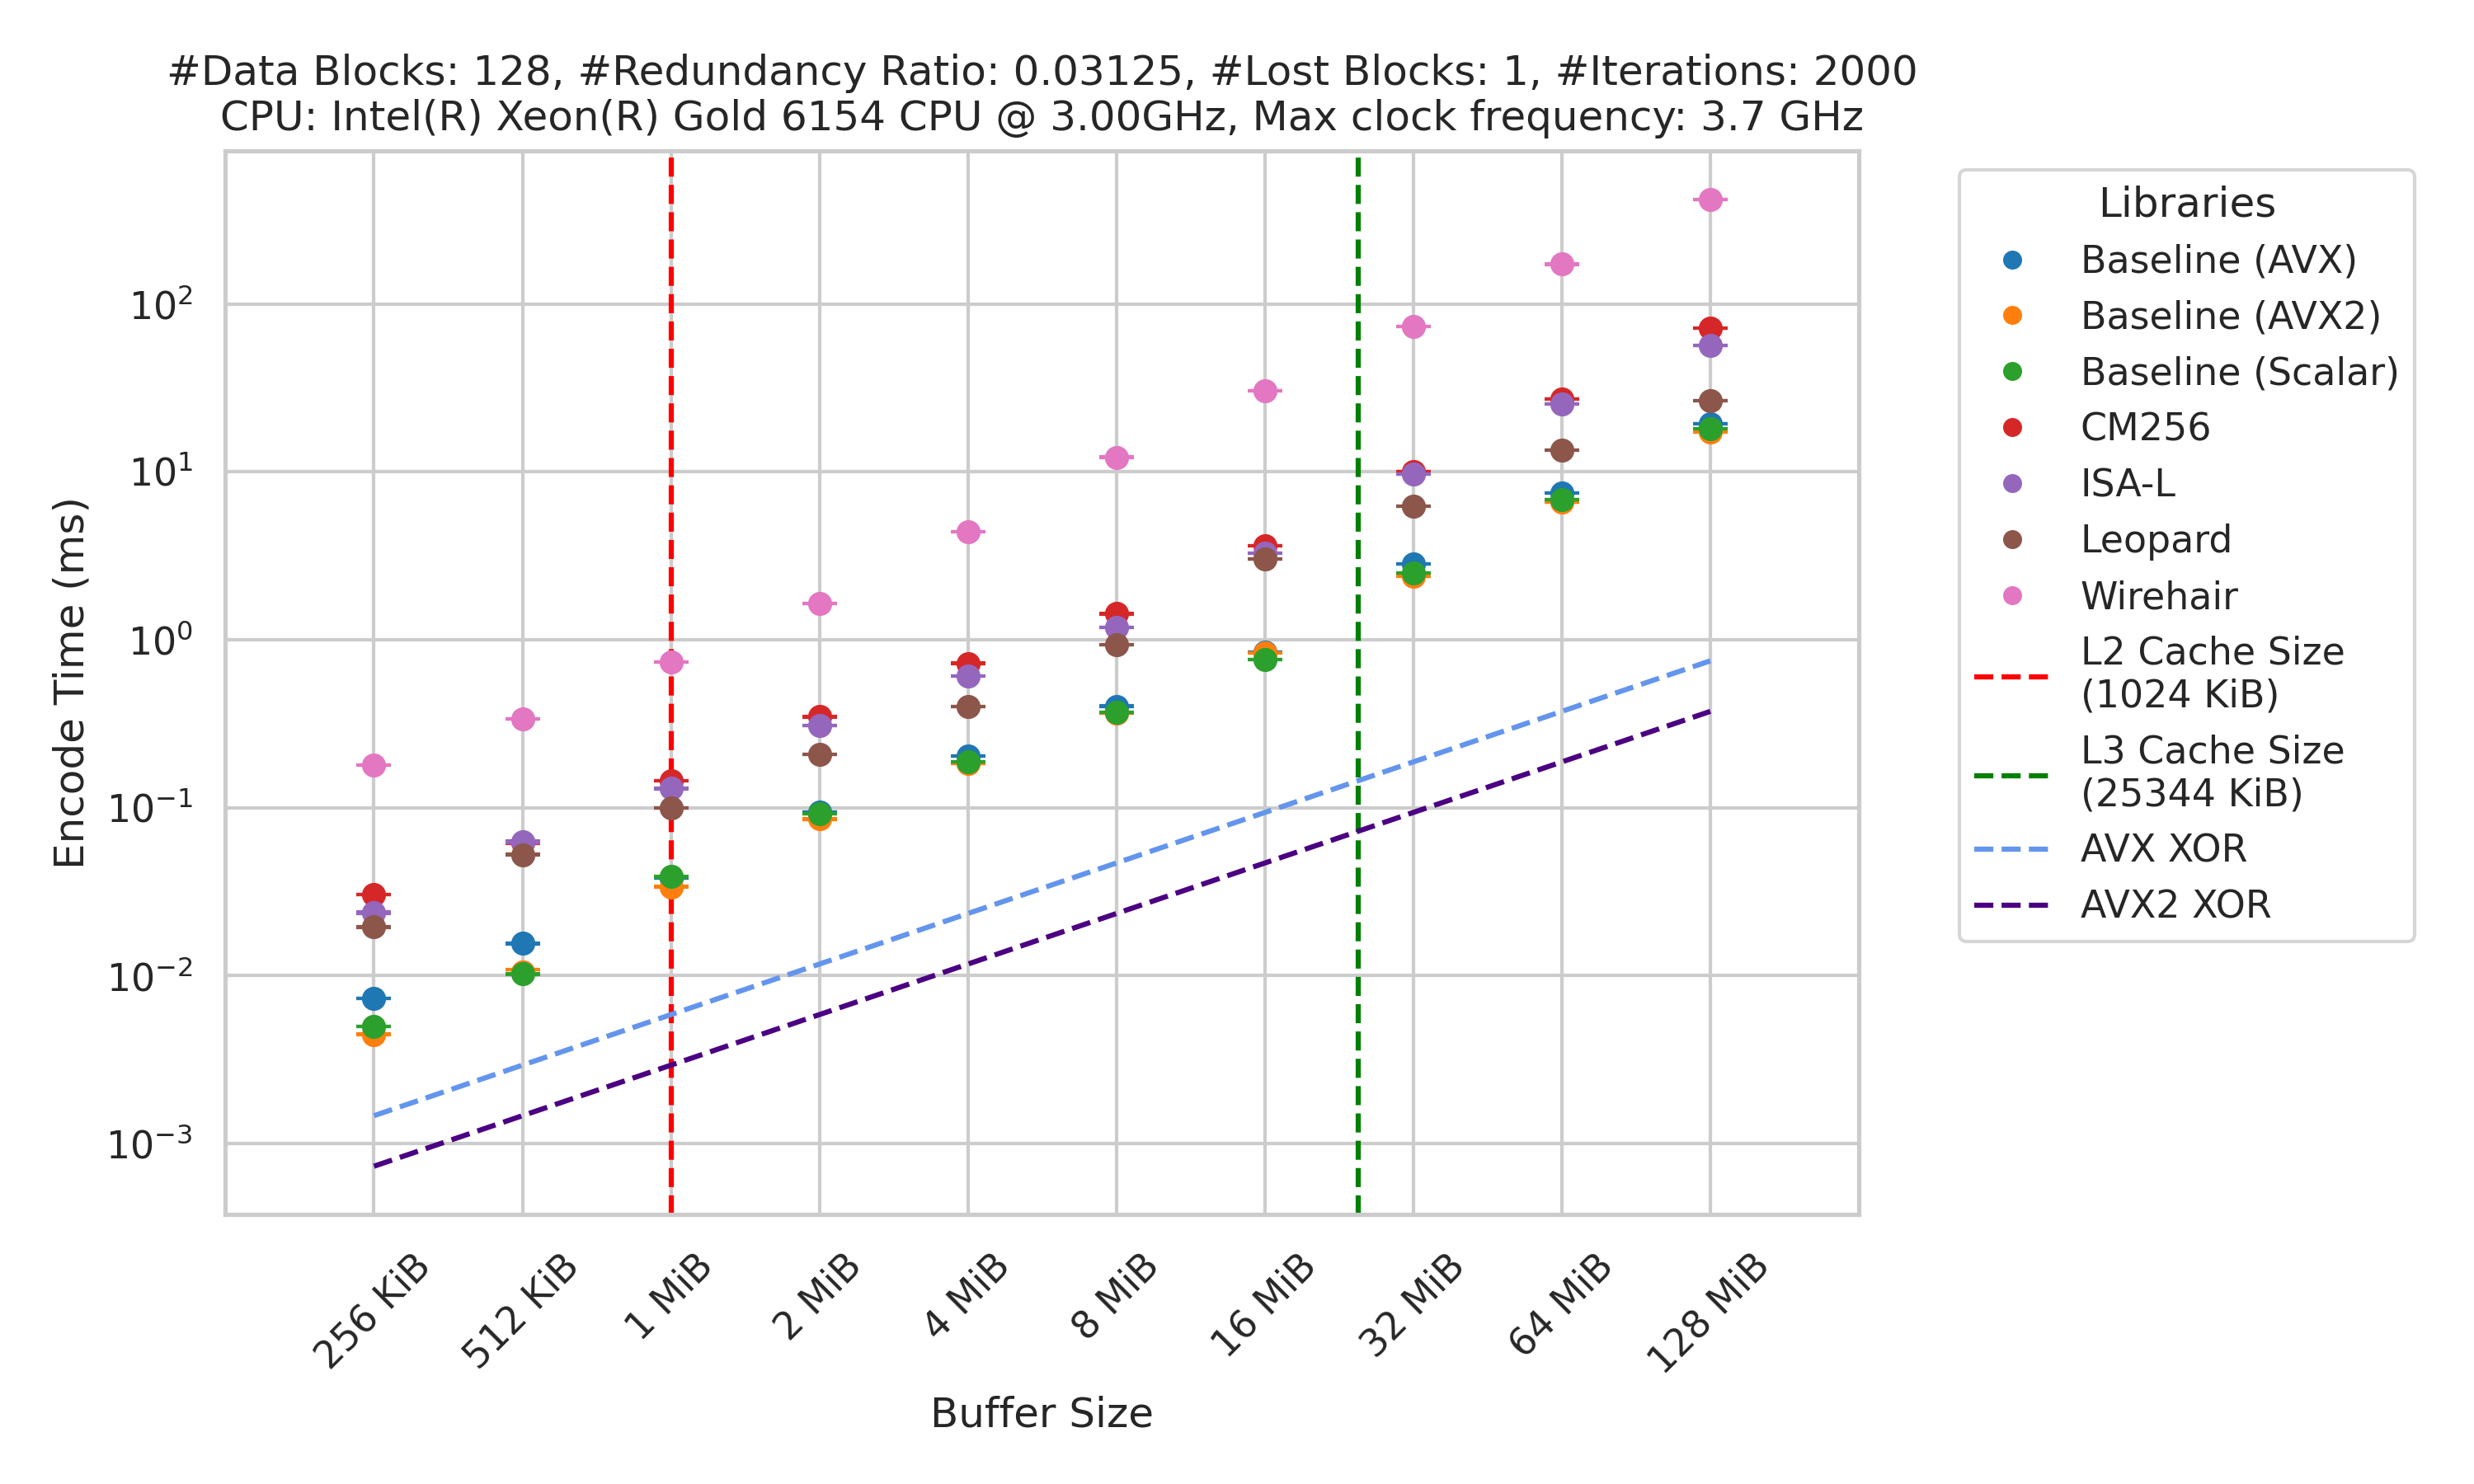 #Data Blocks: 128, #Redundancy Ratio: 0.03125, #Lost Blocks: 1, #Iterations: 2000
CPU: Intel(R) Xeon(R) Gold 6154 CPU @ 3.00GHz, Max clock frequency: 3.7 GHz
Encode Time (ms)
10²
10¹
10⁰
10⁻¹
10⁻²
10⁻³
256 KiB
512 KiB
1 MiB
2 MiB
4 MiB
8 MiB
16 MiB
32 MiB
64 MiB
128 MiB
Buffer Size
Libraries
Baseline (AVX)
Baseline (AVX2)
Baseline (Scalar)
CM256
ISA-L
Leopard
Wirehair
L2 Cache Size
(1024 KiB)
L3 Cache Size
(25344 KiB)
AVX XOR
AVX2 XOR